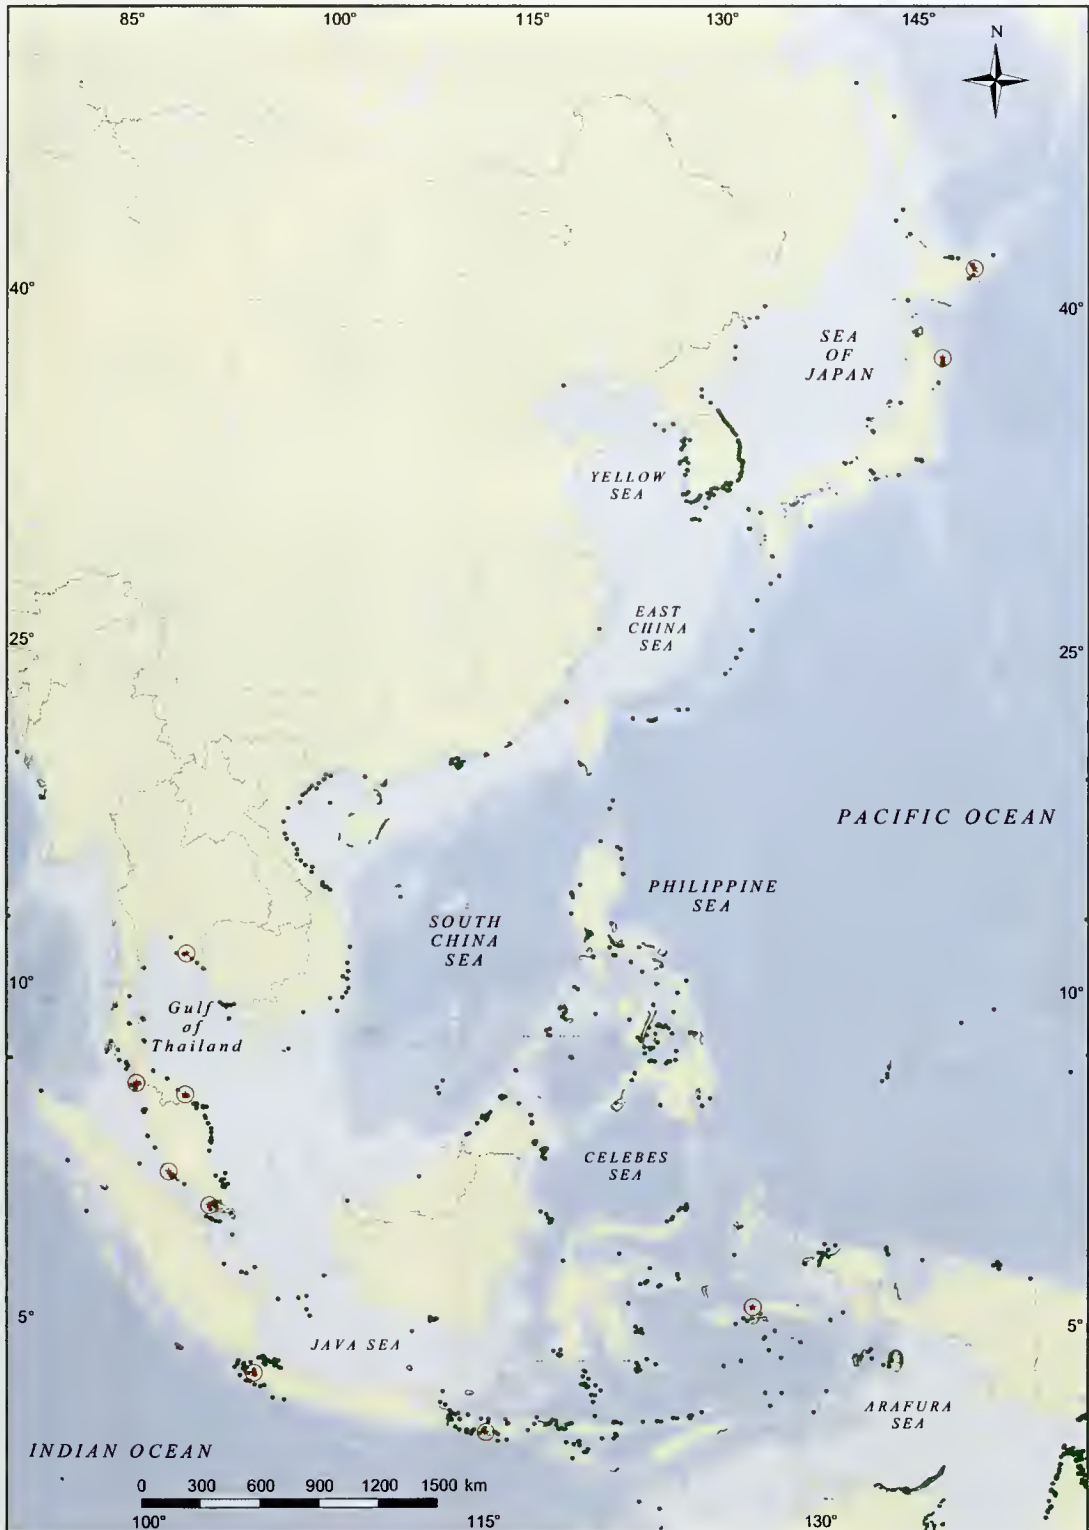 85° 100° 115° 130° 145°
N
40° 40°
SEA
OF
JAPAN
YELLOW
SEA
EAST
CHINA
SEA
25° 25°
PACIFIC OCEAN
PHILIPPINE
SEA
SOUTH
CHINA
SEA
10° 10°
Gulf
of
Thailand
CELEBES
SEA
5° 5°
JAVA SEA
ARAFURA
SEA
INDIAN OCEAN
0 300 600 900 1200 1500 km
100° 115° 130°